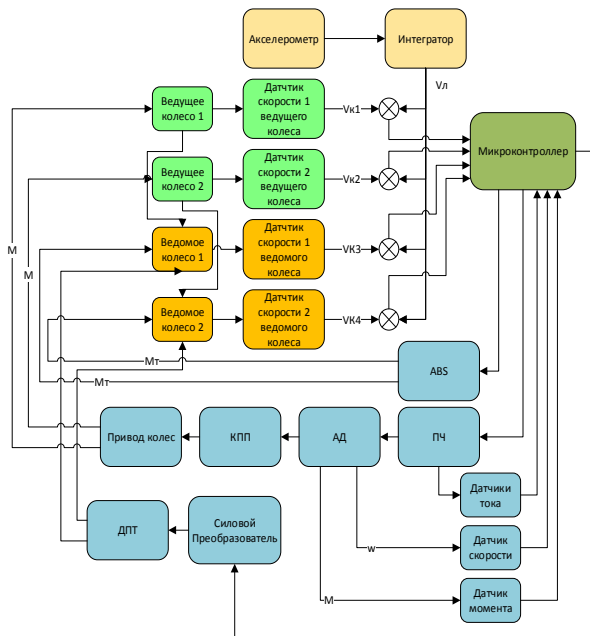 Акселерометр
Интегратор
Vл
Ведущее
колесо 1
Датчик
скорости 1
ведущего
колеса
Vк1
Микроконтроллер
Ведущее
колесо 2
Датчик
скорости 2
ведущего
колеса
Vк2
М
М
Ведомое
колесо 1
Датчик
скорости 1
ведомого
колеса
VК3
Ведомое
колесо 2
Датчик
скорости 2
ведомого
колеса
VК4
Мт
Мт
ABS
Привод колес
КПП
АД
ПЧ
Датчики
тока
ДПТ
Силовой
Преобразователь
w
Датчик
скорости
М
Датчик
момента